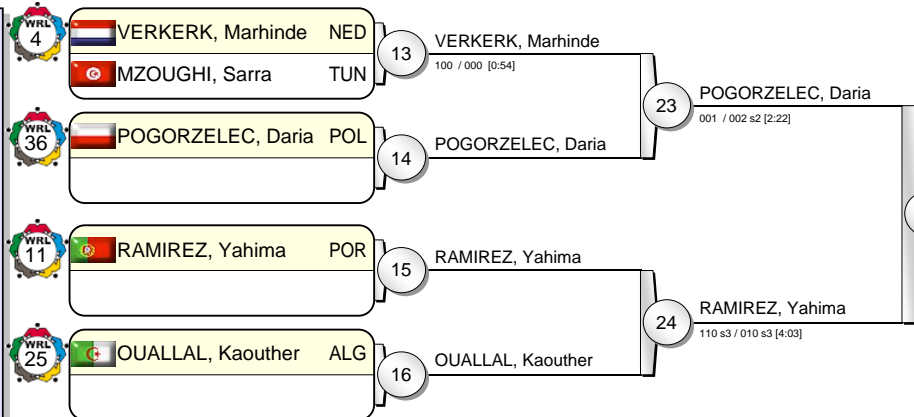 WRL
4
VERKERK, Marhinde NED
MZOUGHI, Sarra TUN
13
VERKERK, Marhinde
100 / 000 [0:54]
WRL
36
POGORZELEC, Daria POL
14
POGORZELEC, Daria
23
POGORZELEC, Daria
001 / 002 s2 [2:22]
WRL
11
RAMIREZ, Yahima POR
15
RAMIREZ, Yahima
WRL
25
OUALLAL, Kaouther ALG
16
OUALLAL, Kaouther
24
RAMIREZ, Yahima
110 s3 / 010 s3 [4:03]